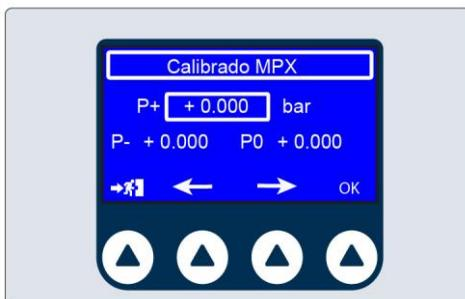 Calibrado MPX
P+ + 0.000 bar
P- + 0.000 P0 + 0.000
OK